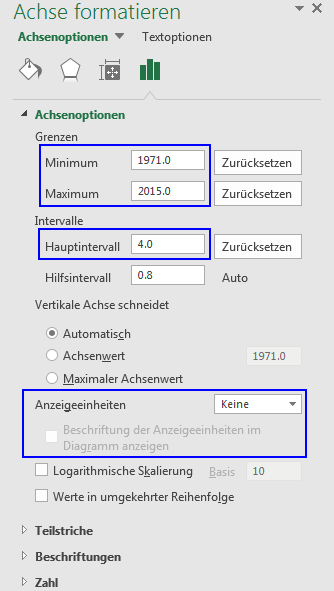 Achse formatieren
Achsenoptionen Textoptionen
Achsenoptionen
Grenzen
Minimum 1971.0 Zurücksetzen
Maximum 2015.0 Zurücksetzen
Intervalle
Hauptintervall 4.0 Zurücksetzen
Hilfsintervall 0.8 Auto
Vertikale Achse schneidet
Automatisch
Achsenwert 1971.0
Maximaler Achsenwert
Anzeigeeinheiten Keine
Beschriftung der Anzeigeeinheiten im
Diagramm anzeigen
Logarithmische Skalierung Basis 10
Werte in umgekehrter Reihenfolge
Teilstriche
Beschriftungen
Zahl